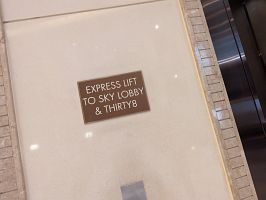 EXPRESS LIFT
TO SKY LOBBY
& THIRTY8